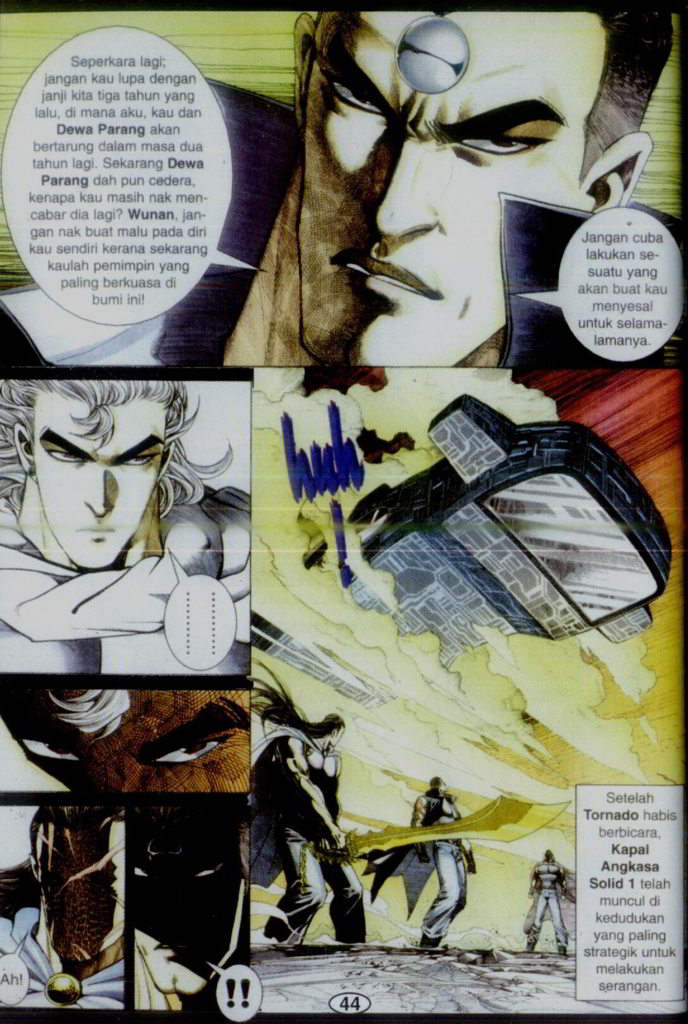 Seperkara lagi;
jangan kau lupa dengan
janji kita tiga tahun yang
lalu, di mana aku, kau dan
Dewa Parang akan
bertarung dalam masa dua
tahun lagi. Sekarang Dewa
Parang dah pun cedera,
kenapa kau masih nak men-
cabar dia lagi? Wunan, jan-
gan nak buat malu pada diri
kau sendiri kerana sekarang
kaulah pemimpin yang
paling berkuasa di
bumi ini!
Jangan cuba
lakukan se-
suatu yang
akan buat kau
menyesal
untuk selama-
lamanya.
huh
!
Setelah
Tornado habis
berbicara,
Kapal
Angkasa
Solid 1 telah
muncul di
kedudukan
yang paling
strategik untuk
melakukan
serangan.
Ah!
!!
44